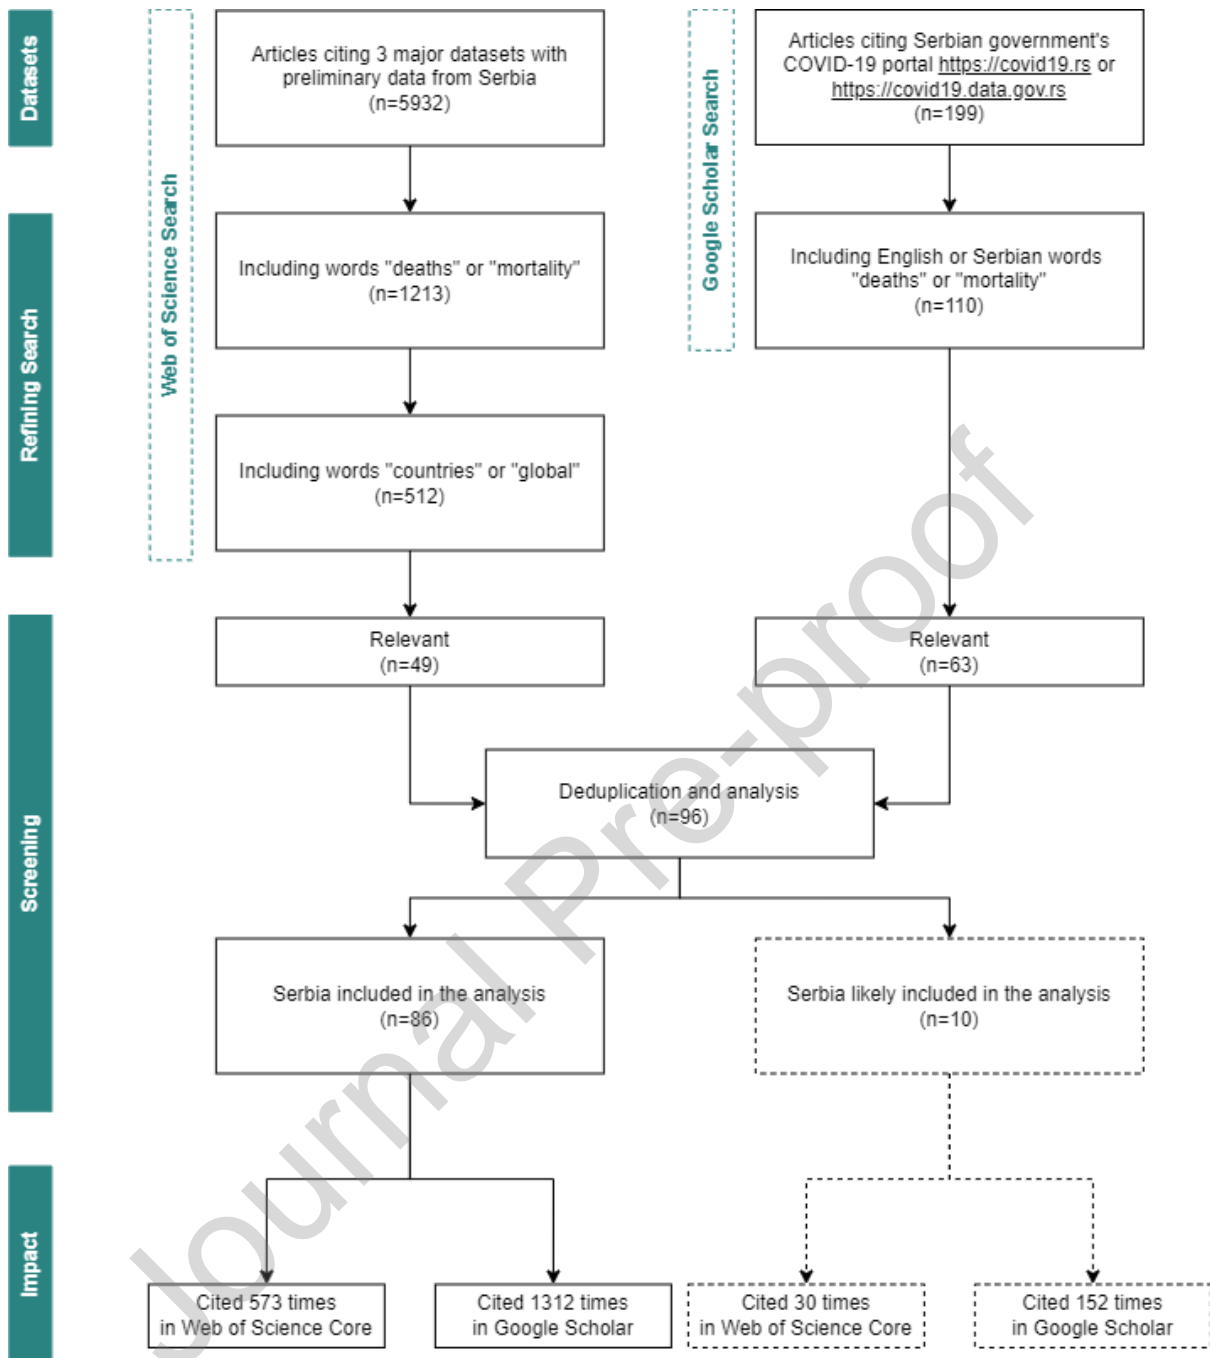 Datasets
Articles citing 3 major datasets with
preliminary data from Serbia
(n=5932)
Articles citing Serbian government's
COVID-19 portal https://covid19.rs or
https://covid19.data.gov.rs
(n=199)
Web of Science Search
Google Scholar Search
Refining Search
Including words "deaths" or "mortality"
(n=1213)
Including English or Serbian words
"deaths" or "mortality"
(n=110)
Including words "countries" or "global"
(n=512)
Screening
Relevant
(n=49)
Relevant
(n=63)
Deduplication and analysis
(n=96)
Serbia included in the analysis
(n=86)
Serbia likely included in the analysis
(n=10)
Impact
Cited 573 times
in Web of Science Core
Cited 1312 times
in Google Scholar
Cited 30 times
in Web of Science Core
Cited 152 times
in Google Scholar
Journal Pre-proof